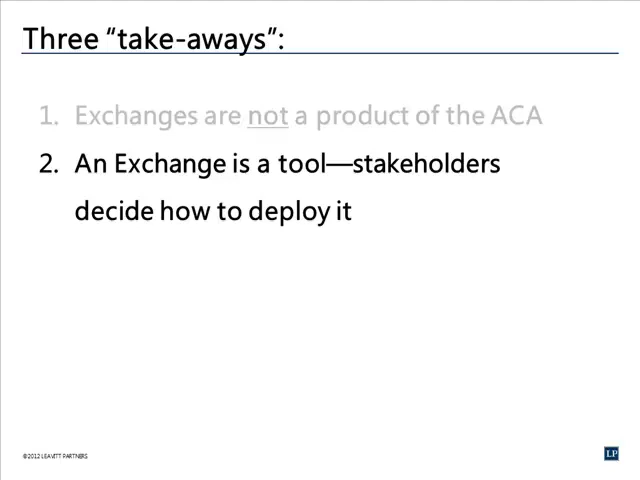 Three “take-aways”:
1. Exchanges are not a product of the ACA
2. An Exchange is a tool—stakeholders
decide how to deploy it
©2012 LEAVITT PARTNERS
LP